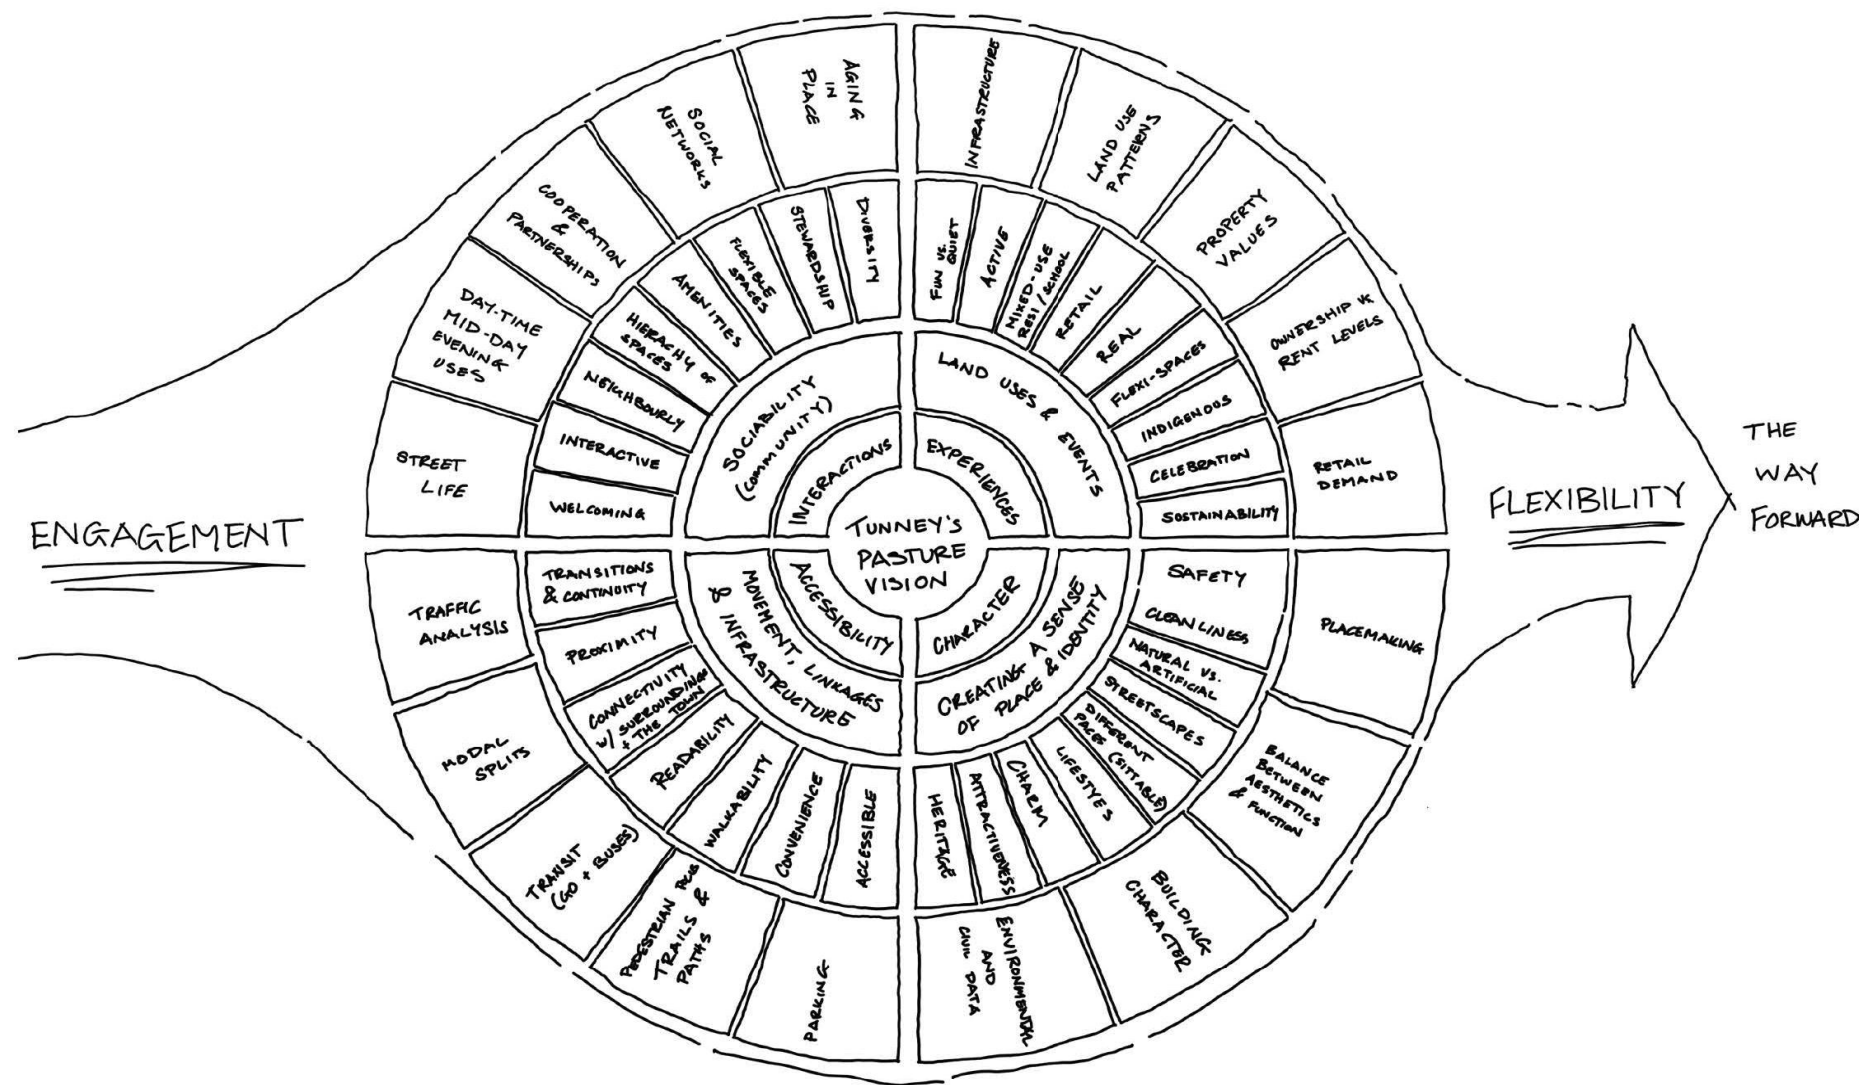 ENGAGEMENT
TUNNEY'S
PASTURE
VISION
INTERACTIONS
SOCIABILITY
(COMMUNITY)
WELCOMING
INTERACTIVE
NEIGHBOURLY
HIERACHY OF
SPACES
AMENITIES
FLEXIBLE
SPACES
STEWARDSHIP
DIVERSITY
STREET
LIFE
DAY-TIME
MID-DAY
EVENING
USES
COOPERATION
&
PARTNERSHIPS
SOCIAL
NETWORKS
AGING
IN
PLACE
EXPERIENCES
LAND USES & EVENTS
FUN VS.
QUIET
ACTIVE
MIXED-USE
RESI/SCHOOL
RETAIL
REAL
FLEXI-SPACES
INDIGENOUS
CELEBRATION
SOSTAINABILITY
INFRASTRUCTURE
LAND USE
PATTERNS
PROPERTY
VALUES
OWNERSHIP VS
RENT LEVELS
RETAIL
DEMAND
CHARACTER
CREATING A SENSE
OF PLACE & IDENTITY
SAFETY
CLEANLINESS
NATURAL VS.
ARTIFICIAL
STREETSCAPES
DIFFERENT
PACES (SITTABLE)
LIFESTYES
CHARM
ATTRACTIVENESS
HERITAGE
PLACEMAKING
BALANCE
BETWEEN
AESTHETICS
& FUNCTION
BUILDING
CHARACTER
ENVIRONMENTAL
AND
CIVIL DATA
ACCESSIBILITY
MOVEMENT, LINKAGES
& INFRASTRUCTURE
TRANSITIONS
& CONTINUITY
PROXIMITY
CONNECTIVITY
W/ SURROUNDINGS
+ THE TOWN
READABILITY
WALKABILITY
CONVENIENCE
ACCESSIBLE
TRAFFIC
ANALYSIS
MODAL
SPLITS
TRANSIT
(GO + BUSES)
PEDESTRIAN
TRAILS &
PATHS
PARKING
FLEXIBILITY
THE
WAY
FORWARD